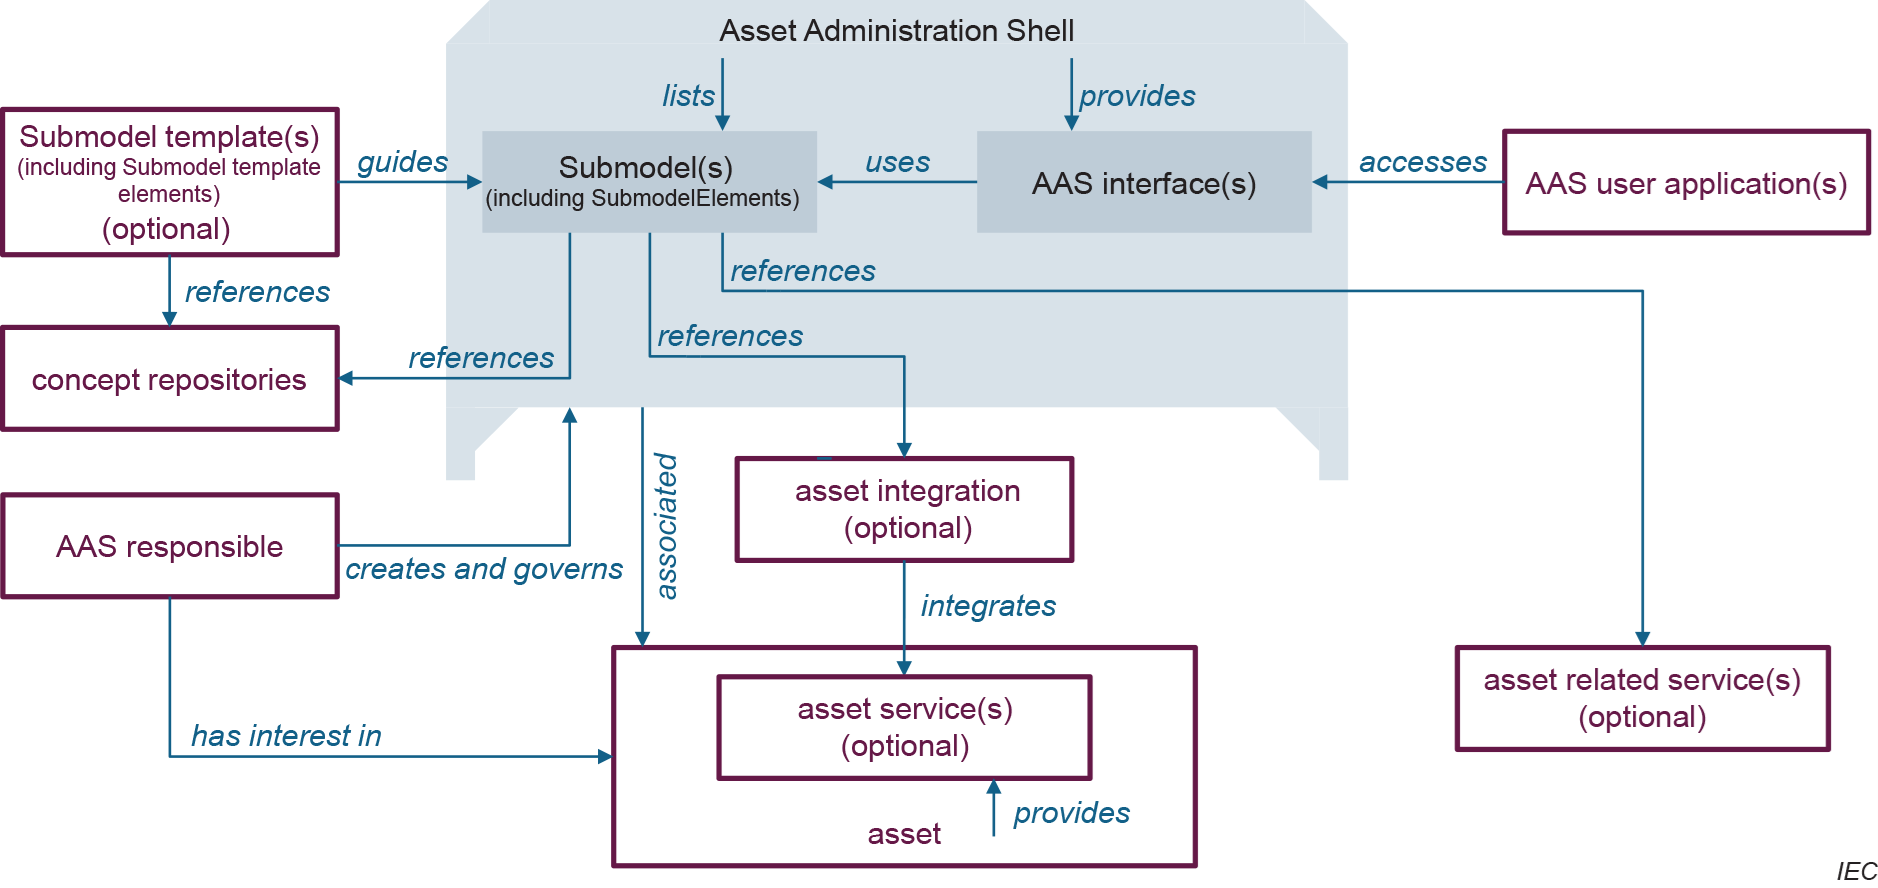 Asset Administration Shell
lists
provides
Submodel template(s)
(including Submodel template
elements)
(optional)
guides
Submodel(s)
(including SubmodelElements)
uses
AAS interface(s)
accesses
AAS user application(s)
references
references
references
references
concept repositories
AAS responsible
creates and governs
associated
asset integration
(optional)
integrates
has interest in
asset service(s)
(optional)
provides
asset
asset related service(s)
(optional)
IEC